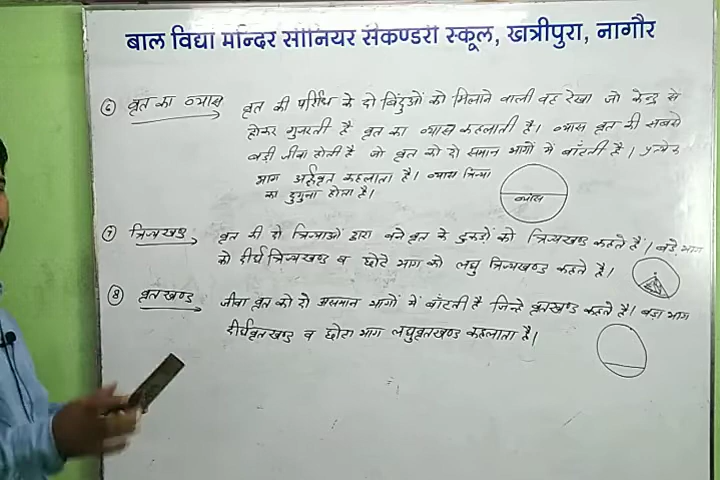 बाल विद्या मन्दिर सीनियर सैकण्डरी स्कूल, खत्रीपुरा, नागौर
⑥ वृत का व्यास वृत की परिधि के दो बिंदुओं को मिलाने वाली वह रेखा जो केन्द्र से
होकर गुजरती है वृत का व्यास कहलाती है। व्यास वृत की सबसे
बड़ी जीवा होती है जो वृत को दो समान भागों में बाँटती है। प्रत्येक
भाग अर्द्धवृत कहलाता है। व्यास त्रिज्या
का दुगुना होता है।
व्यास
⑦ त्रिज्यखण्ड वृत की दो त्रिज्याओं द्वारा बने वृत के टुकड़ों को त्रिज्यखण्ड कहते हैं। बड़े भाग
को दीर्घ त्रिज्यखण्ड व छोटे भाग को लघु त्रिज्यखण्ड कहते है।
⑧ वृतखण्ड जीवा वृत को दो असमान भागों में बाँटती है जिन्हे वृतखण्ड कहते है। बड़ा भाग
दीर्घवृतखण्ड व छोटा भाग लघुवृतखण्ड कहलाता है।